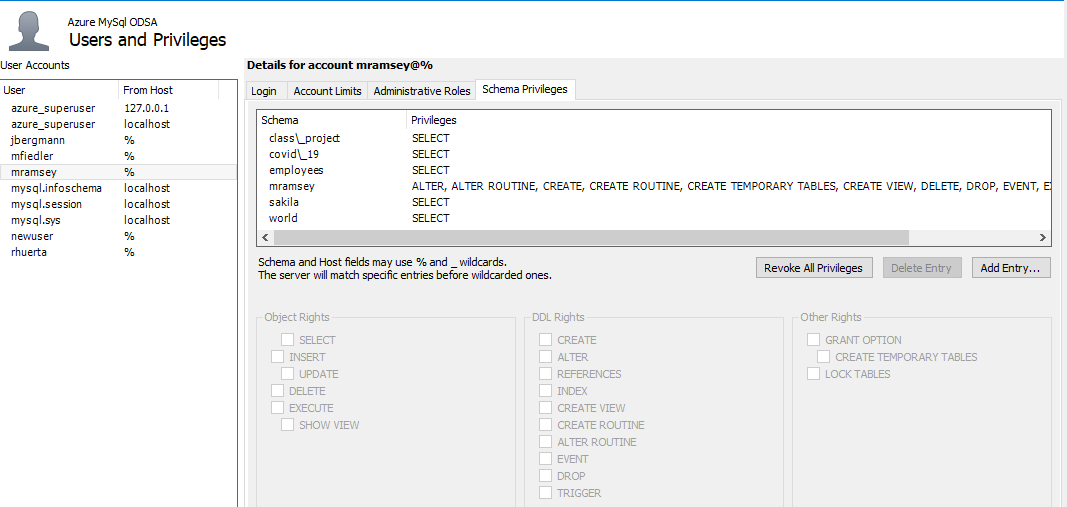 Azure MySql ODSA
Users and Privileges
User Accounts
User From Host
azure_superuser 127.0.0.1
azure_superuser localhost
jbergmann %
mfiedler %
mramsey %
mysql.infoschema localhost
mysql.session localhost
mysql.sys localhost
newuser %
rhuerta %
Details for account mramsey@%
Login Account Limits Administrative Roles Schema Privileges
Schema Privileges
class\_project SELECT
covid\_19 SELECT
employees SELECT
mramsey ALTER, ALTER ROUTINE, CREATE, CREATE ROUTINE, CREATE TEMPORARY TABLES, CREATE VIEW, DELETE, DROP, EVENT,
sakila SELECT
world SELECT
Schema and Host fields may use % and _ wildcards.
The server will match specific entries before wildcarded ones.
Revoke All Privileges Delete Entry Add Entry...
Object Rights
SELECT
INSERT
UPDATE
DELETE
EXECUTE
SHOW VIEW
DDL Rights
CREATE
ALTER
REFERENCES
INDEX
CREATE VIEW
CREATE ROUTINE
ALTER ROUTINE
EVENT
DROP
TRIGGER
Other Rights
GRANT OPTION
CREATE TEMPORARY TABLES
LOCK TABLES